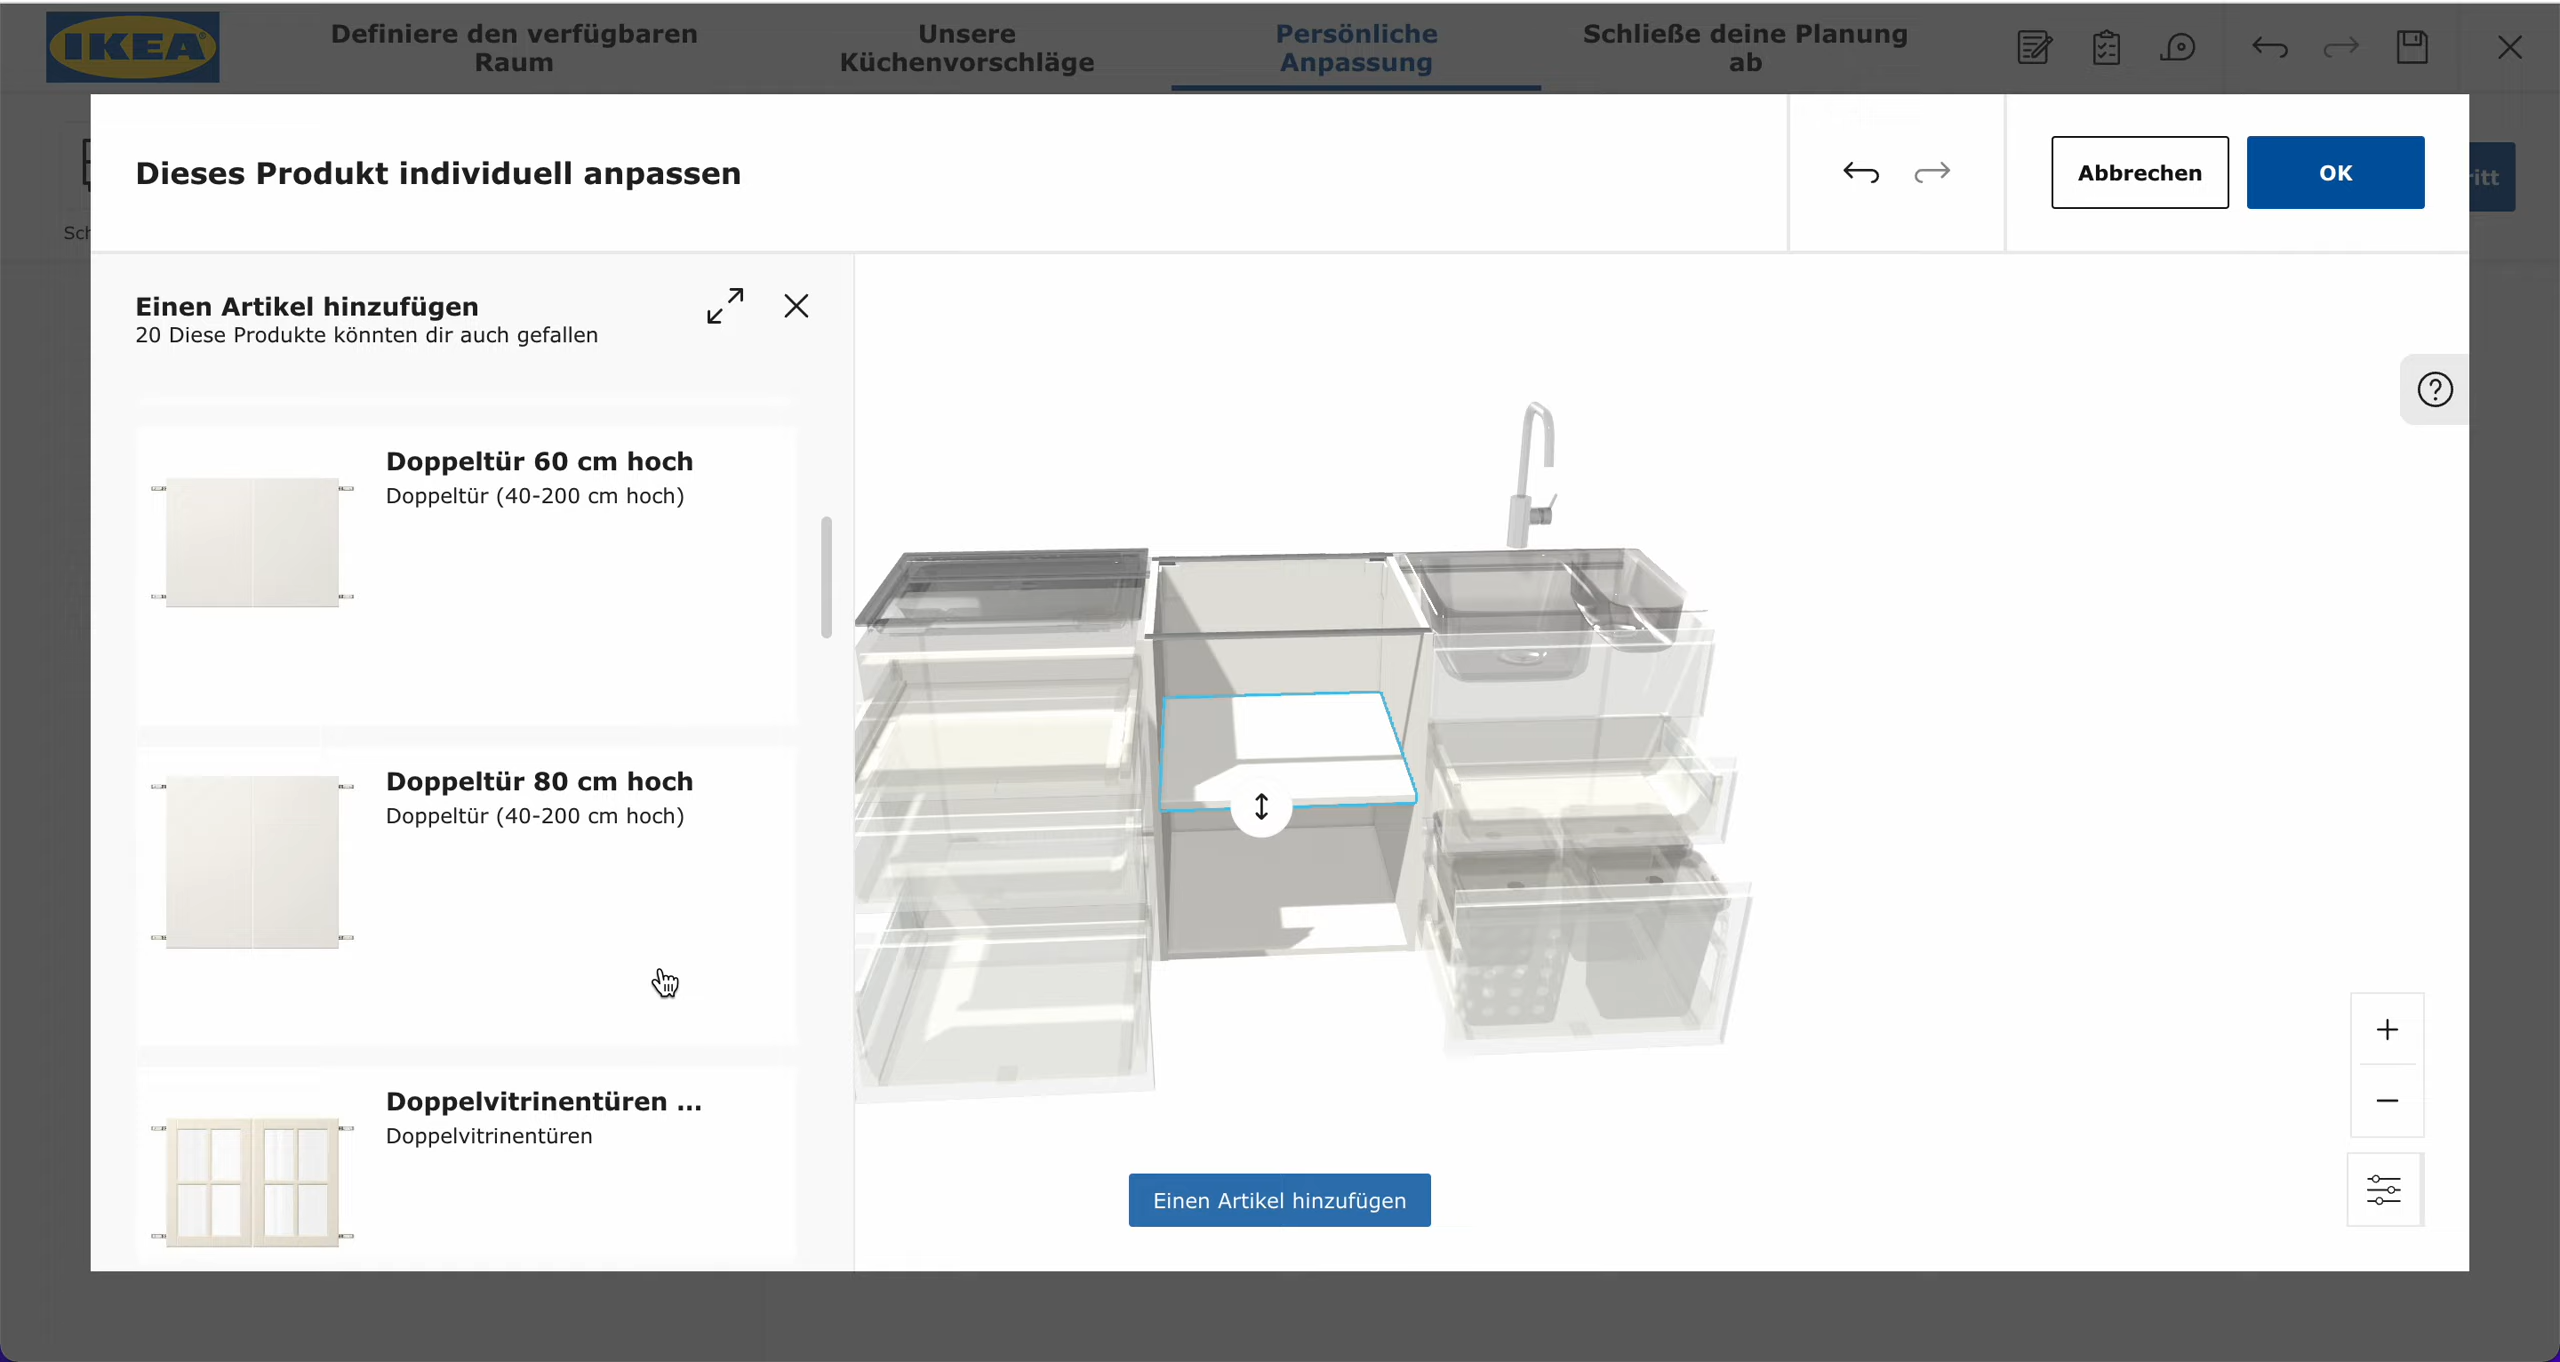 IKEA
Definiere den verfügbaren
Raum
Unsere
Küchenvorschläge
Persönliche
Anpassung
Schließe deine Planung
ab
Dieses Produkt individuell anpassen
Abbrechen
OK
ritt
Sch
Einen Artikel hinzufügen
20 Diese Produkte könnten dir auch gefallen
Doppeltür 60 cm hoch
Doppeltür (40-200 cm hoch)
Doppeltür 80 cm hoch
Doppeltür (40-200 cm hoch)
Doppelvitrinentüren ...
Doppelvitrinentüren
Einen Artikel hinzufügen